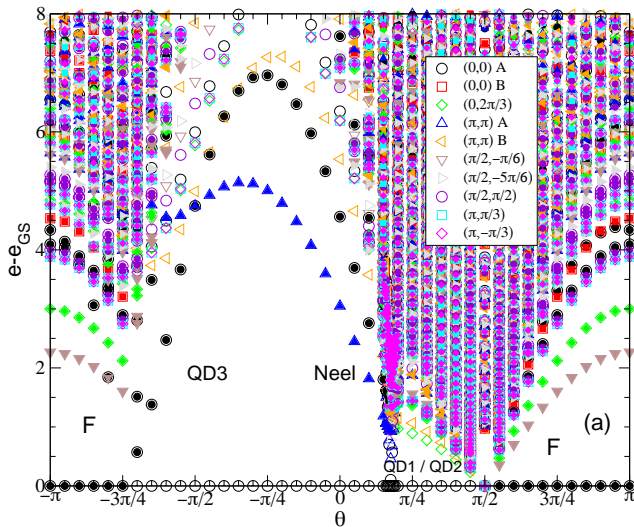 8
6
4
2
0
e-e_GS
(0,0) A
(0,0) B
(0,2π/3)
(π,π) A
(π,π) B
(π/2,−π/6)
(π/2,−5π/6)
(π/2,π/2)
(π,π/3)
(π,−π/3)
QD3
Neel
F
QD1 / QD2
F
(a)
-π
-3π/4
-π/2
-π/4
0
π/4
π/2
3π/4
π
θ